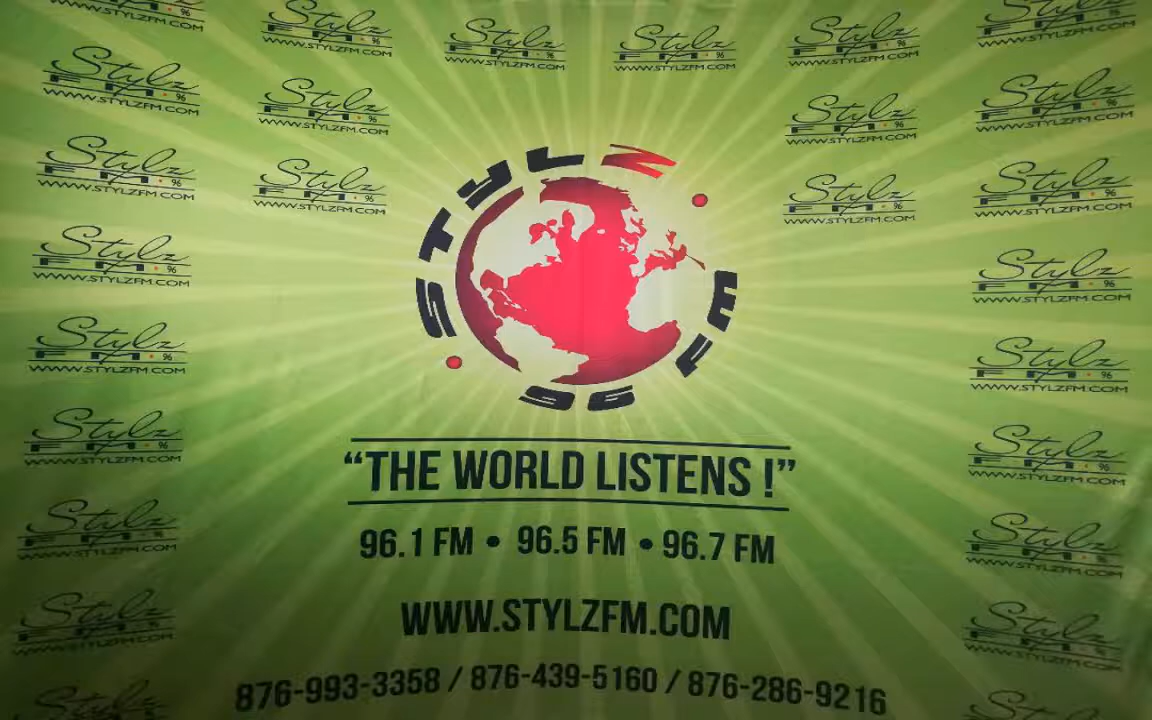 Stylz
FM 96
WWW.STYLZFM.COM
STYLZ
FM
96
“THE WORLD LISTENS !”
96.1 FM • 96.5 FM • 96.7 FM
WWW.STYLZFM.COM
876-993-3358 / 876-439-5160 / 876-286-9216